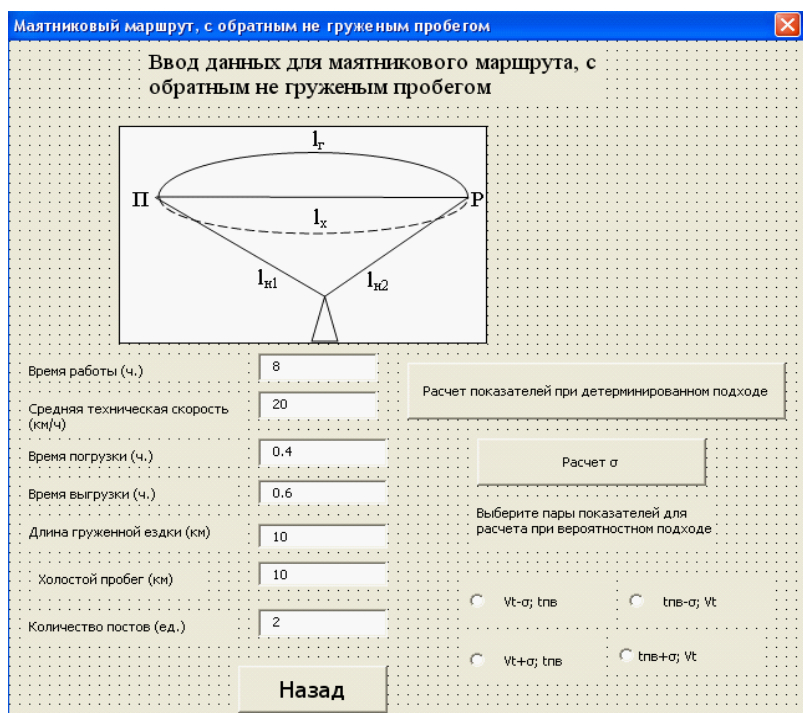 Маятниковый маршрут, с обратным не груженым пробегом
Ввод данных для маятникового маршрута, с
обратным не груженым пробегом
lг
П
Р
lх
lн1
lн2
Время работы (ч.)
8
Средняя техническая скорость
(км/ч)
20
Время погрузки (ч.)
0.4
Время выгрузки (ч.)
0.6
Длина груженной ездки (км)
10
Холостой пробег (км)
10
Количество постов (ед.)
2
Назад
Расчет показателей при детерминированном подходе
Расчет σ
Выберите пары показателей для
расчета при вероятностном подходе
Vt-σ; tпв
tпв-σ; Vt
Vt+σ; tпв
tпв+σ; Vt